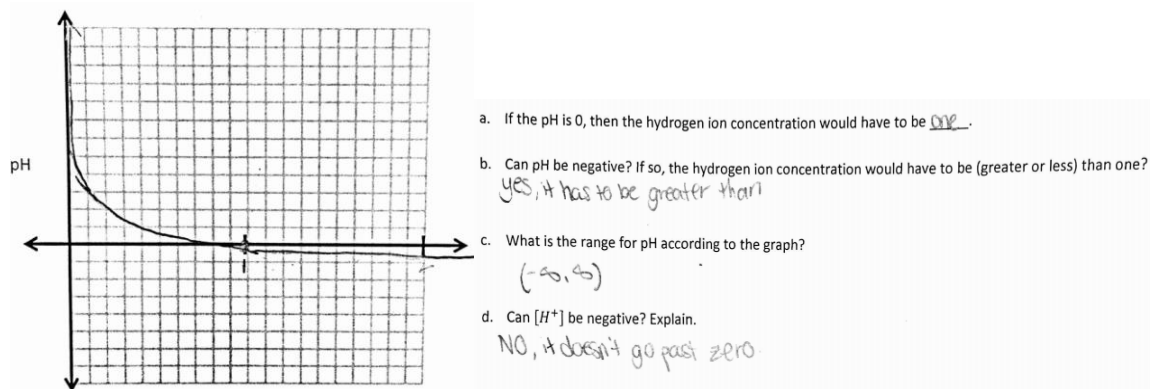 pH
a. If the pH is 0, then the hydrogen ion concentration would have to be one.
b. Can pH be negative? If so, the hydrogen ion concentration would have to be (greater or less) than one?
yes, it has to be greater than
c. What is the range for pH according to the graph?
(-∞,∞)
d. Can [H⁺] be negative? Explain.
NO, it doesn't go past zero.